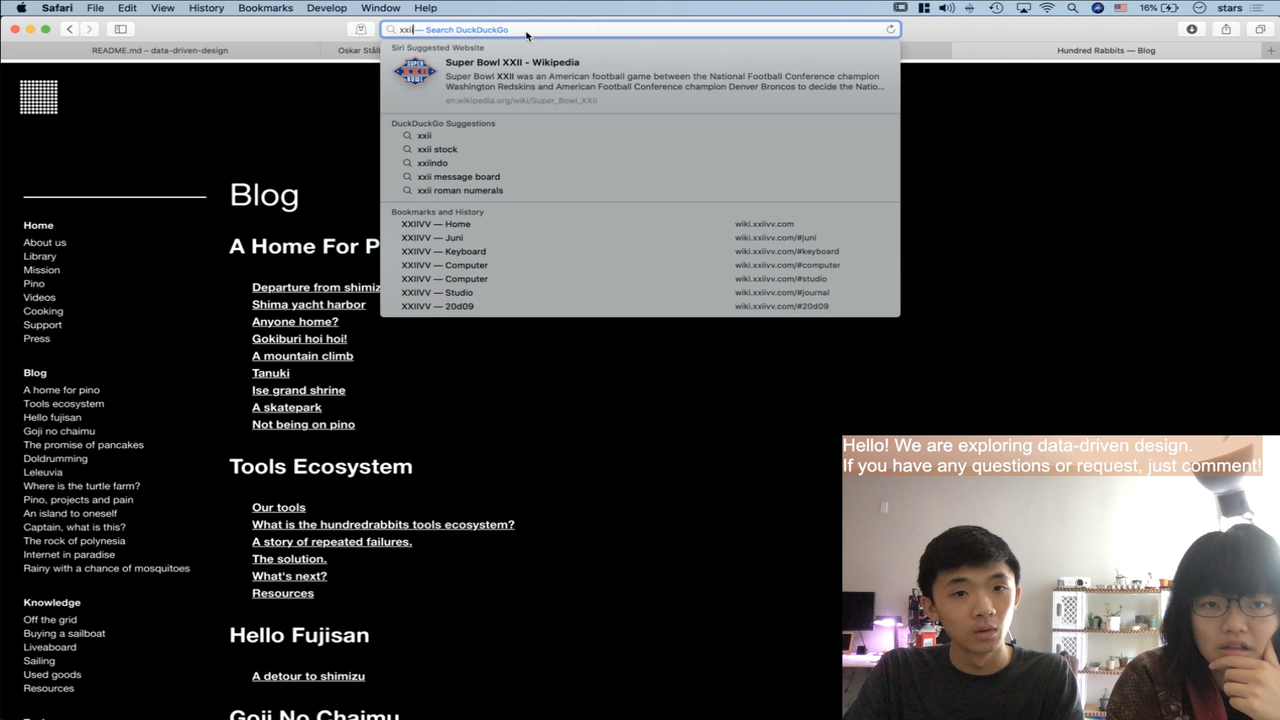 Safari File Edit View History Bookmarks Develop Window Help 16% stars
xxii — Search DuckDuckGo
README.md – data-driven-design
Oskar Stål
Hundred Rabbits — Blog
Siri Suggested Website
Super Bowl XXII - Wikipedia
Super Bowl XXII was an American football game between the National Football Conference champion
Washington Redskins and American Football Conference champion Denver Broncos to decide the Natio...
en.wikipedia.org/wiki/Super_Bowl_XXII
DuckDuckGo Suggestions
xxii
xxii stock
xxiindo
xxii message board
xxii roman numerals
Bookmarks and History
XXIIVV — Home wiki.xxiivv.com
XXIIVV — Juni wiki.xxiivv.com/#juni
XXIIVV — Keyboard wiki.xxiivv.com/#keyboard
XXIIVV — Computer wiki.xxiivv.com/#computer
XXIIVV — Computer wiki.xxiivv.com/#studio
XXIIVV — Studio wiki.xxiivv.com/#journal
XXIIVV — 20d09 wiki.xxiivv.com/#20d09
Home
About us
Library
Mission
Pino
Videos
Cooking
Support
Press
Blog
A home for pino
Tools ecosystem
Hello fujisan
Goji no chaimu
The promise of pancakes
Doldrumming
Leleuvia
Where is the turtle farm?
Pino, projects and pain
An island to oneself
Captain, what is this?
The rock of polynesia
Internet in paradise
Rainy with a chance of mosquitoes
Knowledge
Off the grid
Buying a sailboat
Liveaboard
Sailing
Used goods
Resources
Blog
A Home For P
Departure from shimiz
Shima yacht harbor
Anyone home?
Gokiburi hoi hoi!
A mountain climb
Tanuki
Ise grand shrine
A skatepark
Not being on pino
Tools Ecosystem
Our tools
What is the hundredrabbits tools ecosystem?
A story of repeated failures.
The solution.
What's next?
Resources
Hello Fujisan
A detour to shimizu
Goji No Chaimu
Hello! We are exploring data-driven design.
If you have any questions or request, just comment!